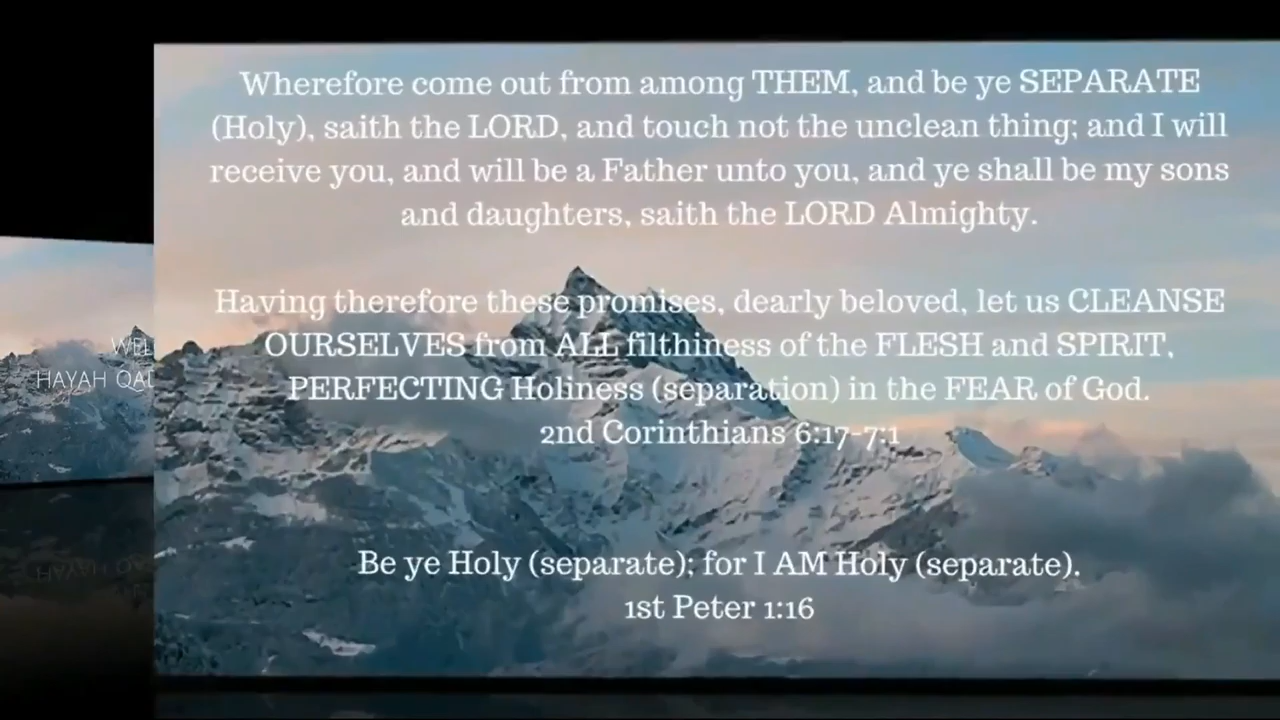 Wherefore come out from among THEM, and be ye SEPARATE
(Holy), saith the LORD, and touch not the unclean thing; and I will
receive you, and will be a Father unto you, and ye shall be my sons
and daughters, saith the LORD Almighty.
Having therefore these promises, dearly beloved, let us CLEANSE
OURSELVES from ALL filthiness of the FLESH and SPIRIT,
PERFECTING Holiness (separation) in the FEAR of God.
2nd Corinthians 6:17-7:1
Be ye Holy (separate); for I AM Holy (separate).
1st Peter 1:16
HAYAH